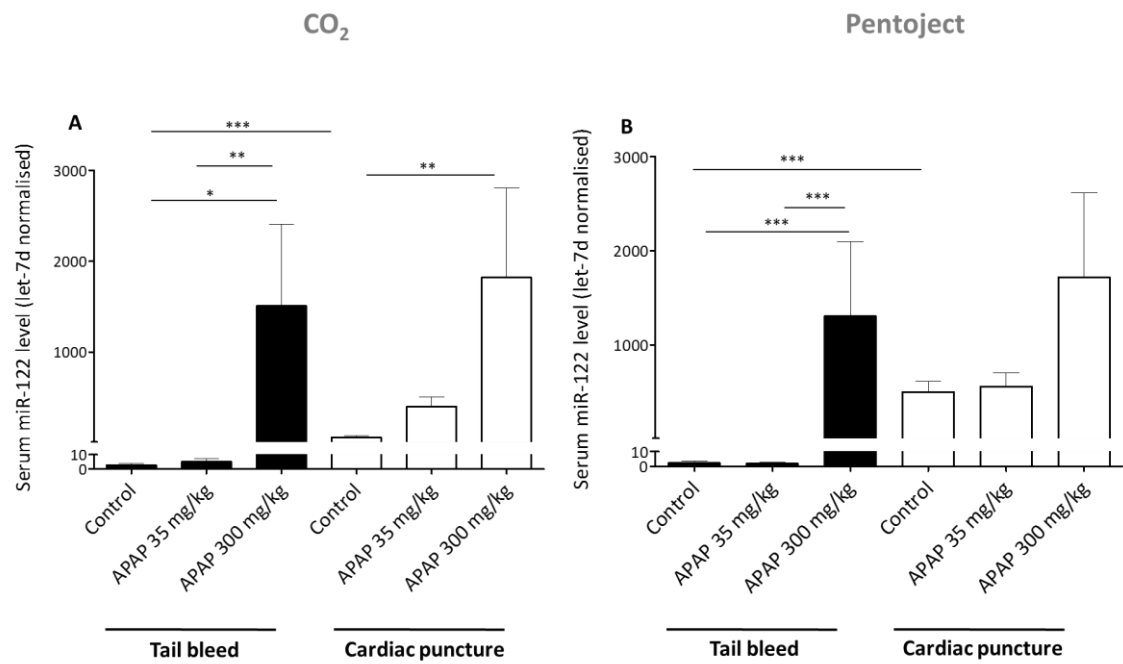 CO₂
Pentoject
A
Serum miR-122 level (let-7d normalised)
3000
2000
1000
10
0
***
**
*
**
Control
APAP 35 mg/kg
APAP 300 mg/kg
Control
APAP 35 mg/kg
APAP 300 mg/kg
Tail bleed
Cardiac puncture
B
Serum miR-122 level (let-7d normalised)
3000
2000
1000
10
0
***
***
***
Control
APAP 35 mg/kg
APAP 300 mg/kg
Control
APAP 35 mg/kg
APAP 300 mg/kg
Tail bleed
Cardiac puncture